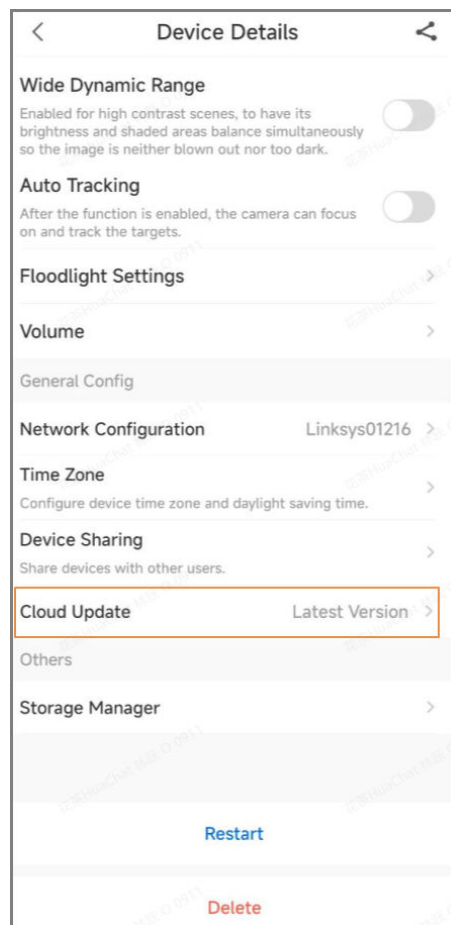 Device Details
Wide Dynamic Range
Enabled for high contrast scenes, to have its
brightness and shaded areas balance simultaneously
so the image is neither blown out nor too dark.
Auto Tracking
After the function is enabled, the camera can focus
on and track the targets.
Floodlight Settings
Volume
General Config
Network Configuration Linksys01216
Time Zone
Configure device time zone and daylight saving time.
Device Sharing
Share devices with other users.
Cloud Update Latest Version
Others
Storage Manager
Restart
Delete